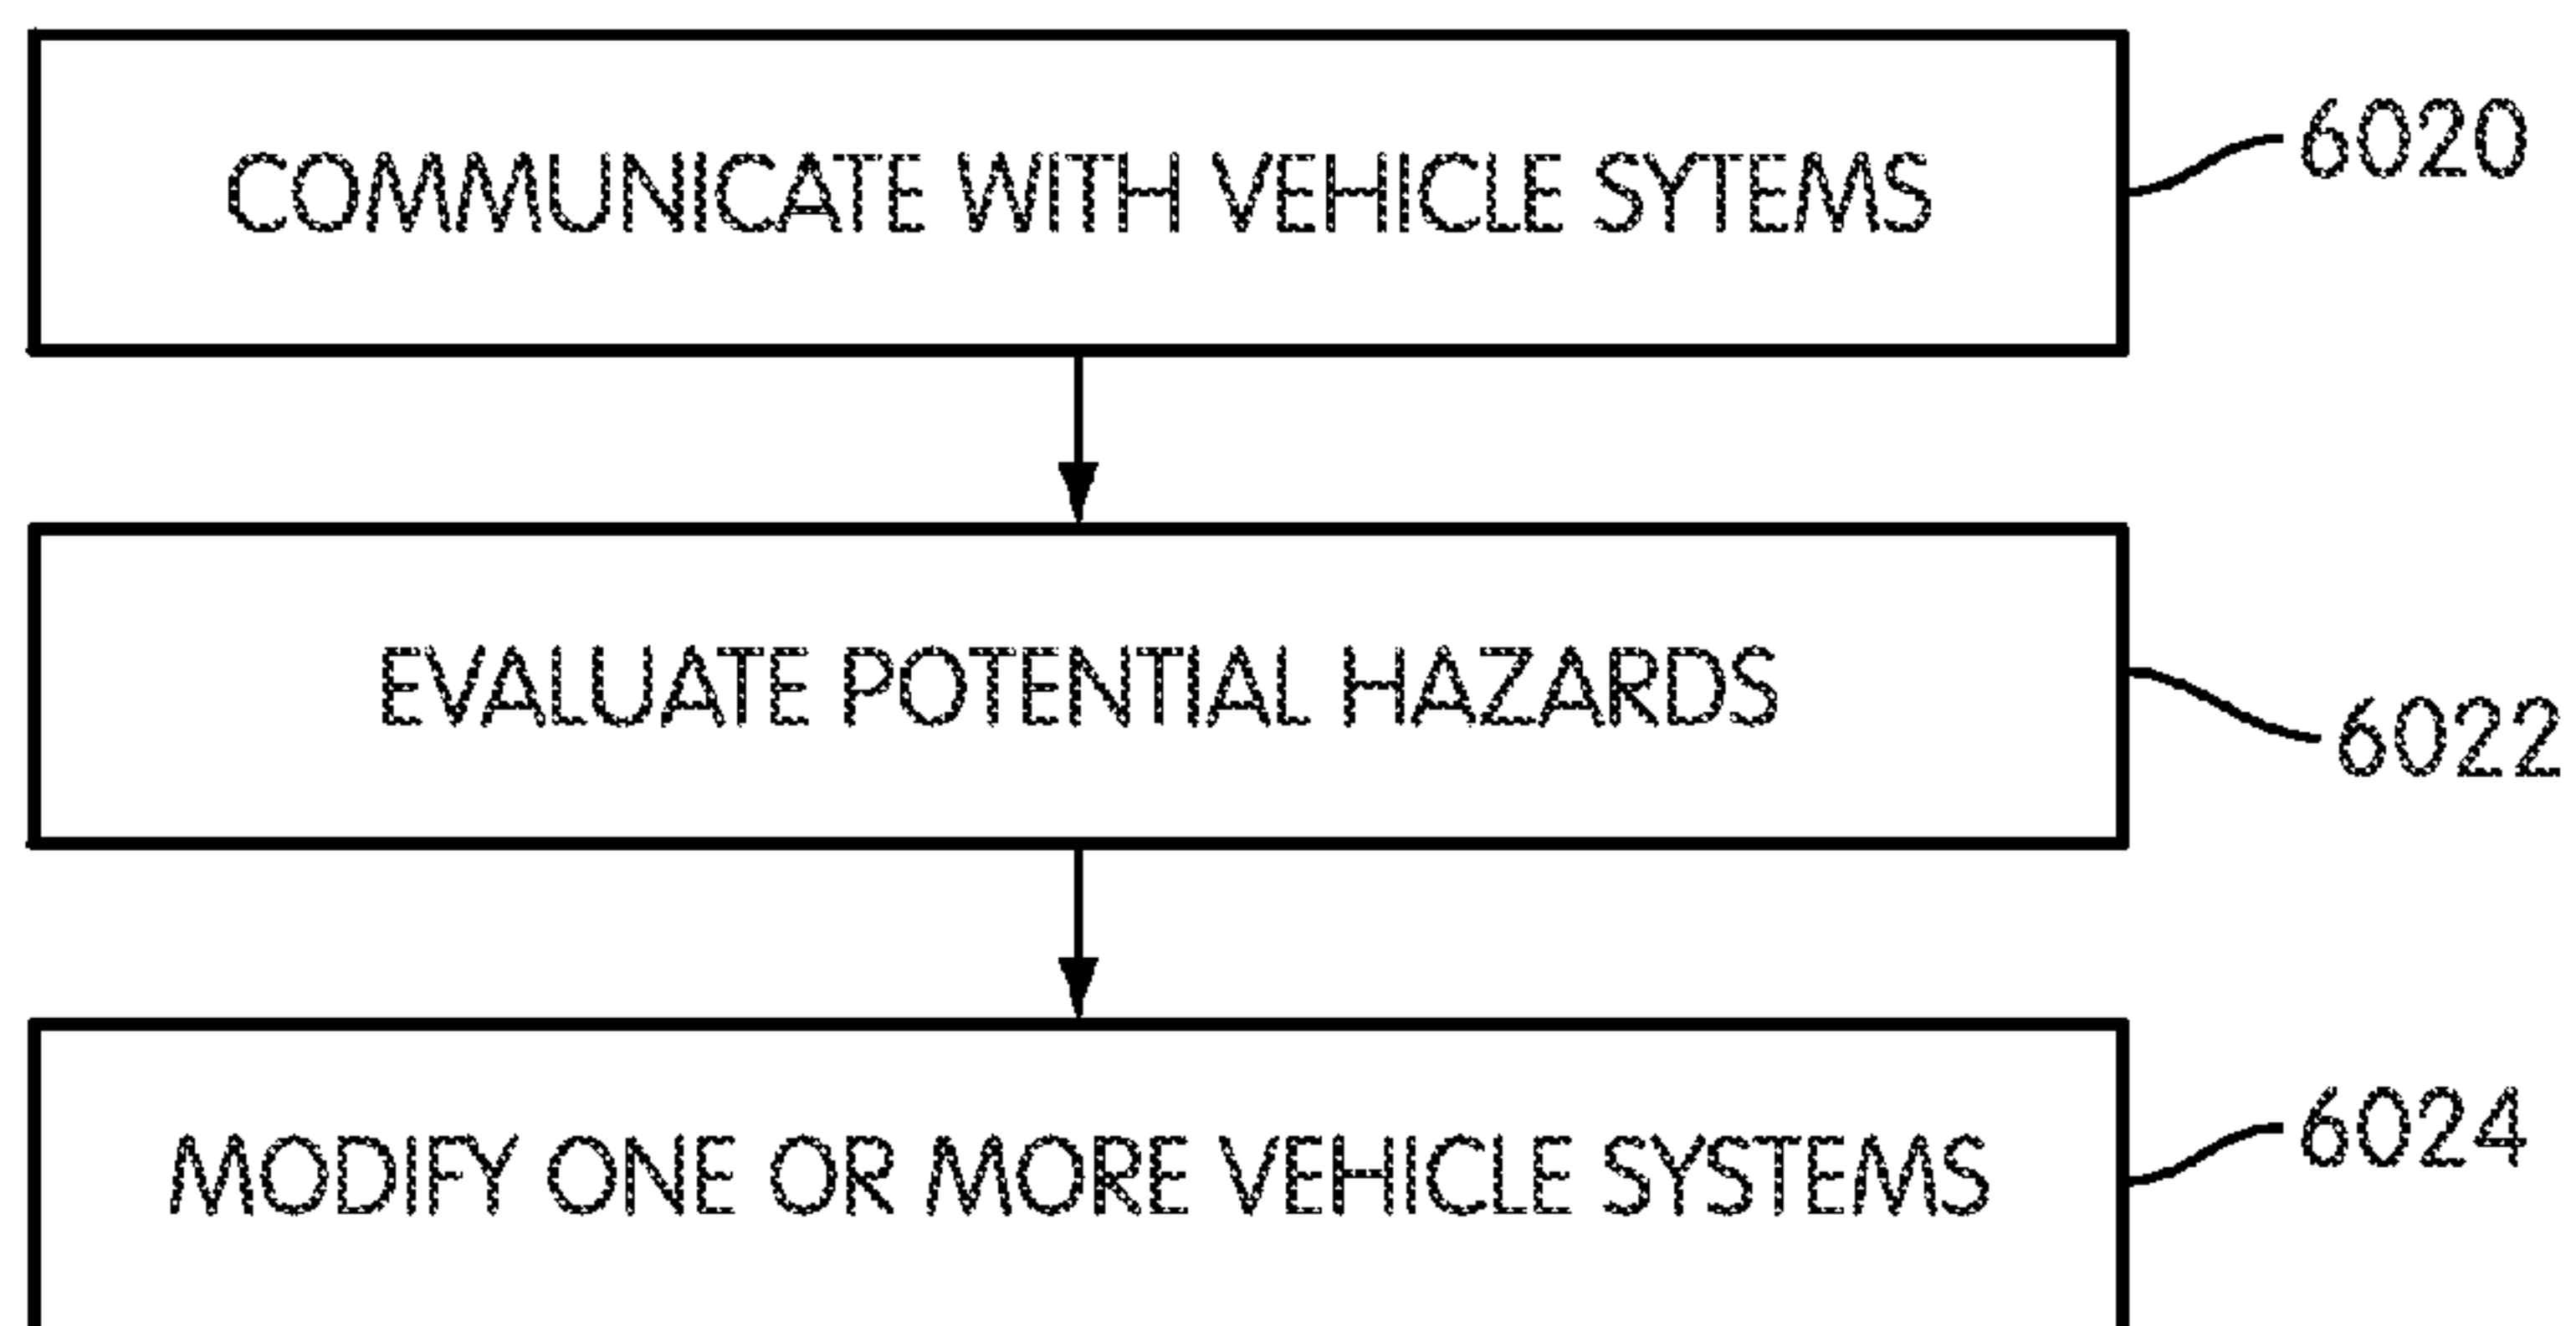 COMMUNICATE WITH VEHICLE SYTEMS
6020
EVALUATE POTENTIAL HAZARDS
6022
MODIFY ONE OR MORE VEHICLE SYSTEMS
6024